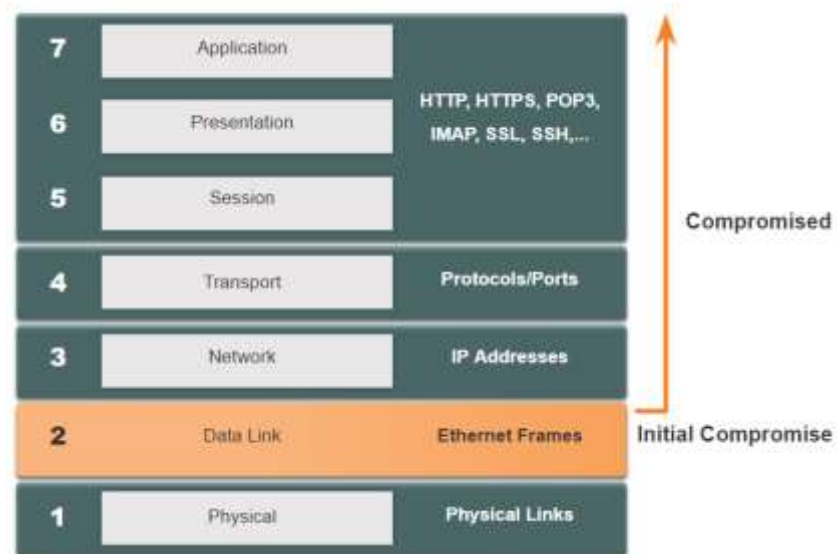 7 Application
HTTP, HTTPS, POP3,
6 Presentation
IMAP, SSL, SSH,...
5 Session
Compromised
4 Transport Protocols/Ports
3 Network IP Addresses
2 Data Link Ethernet Frames Initial Compromise
1 Physical Physical Links